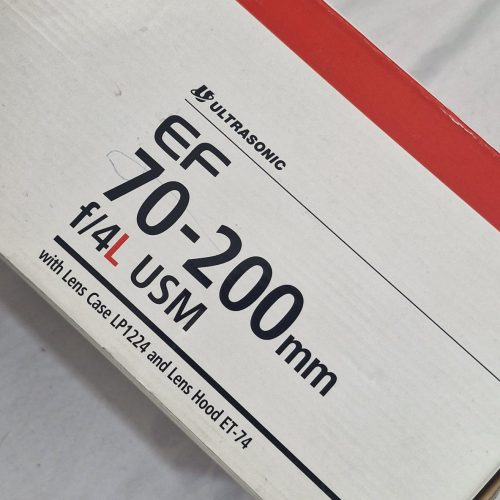 ULTRASONIC
EF
70-200mm
f/4L USM
with Lens Case LP1224 and Lens Hood ET-74